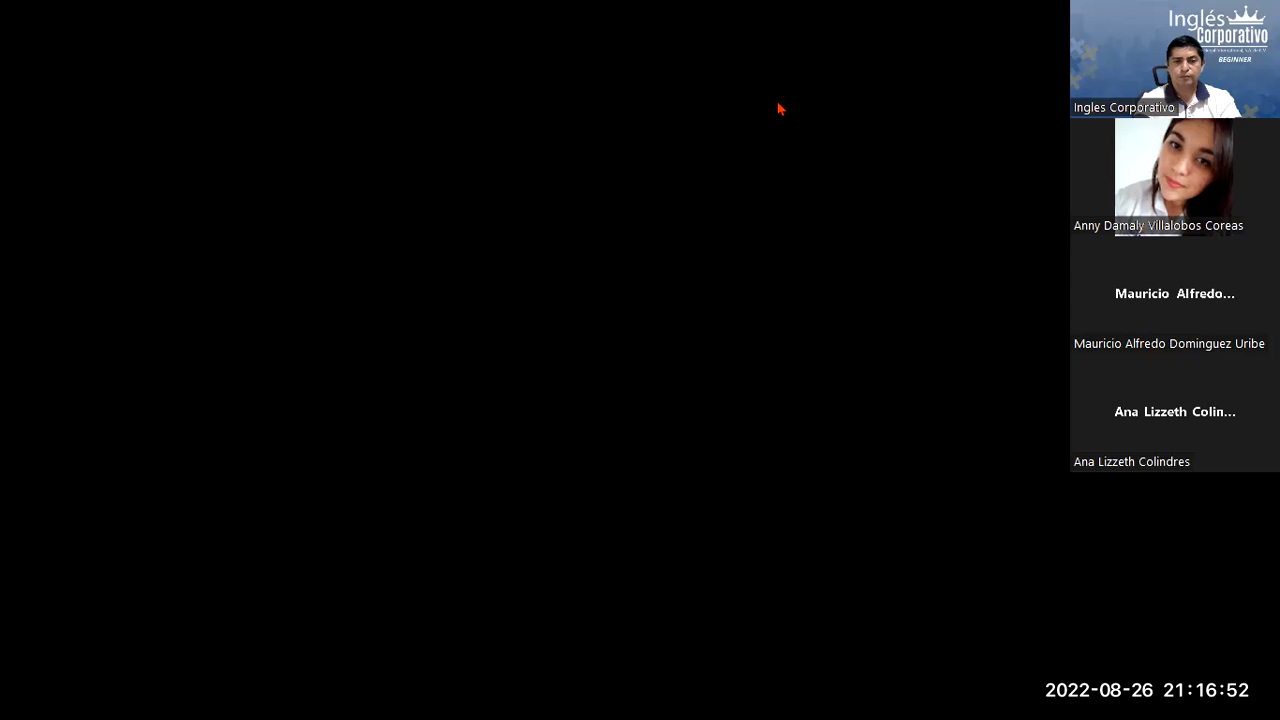 Inglés
Corporativo
BEGINNER
Ingles Corporativo
Anny Damaly Villalobos Coreas
Mauricio Alfredo...
Mauricio Alfredo Dominguez Uribe
Ana Lizzeth Colin...
Ana Lizzeth Colindres
2022-08-26 21:16:52